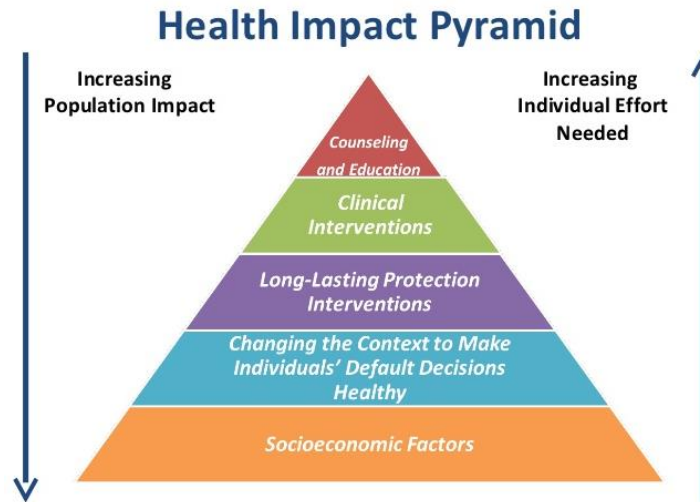 Health Impact Pyramid
Increasing
Population Impact
Increasing
Individual Effort
Needed
Counseling
and Education
Clinical
Interventions
Long-Lasting Protection
Interventions
Changing the Context to Make
Individuals’ Default Decisions
Healthy
Socioeconomic Factors